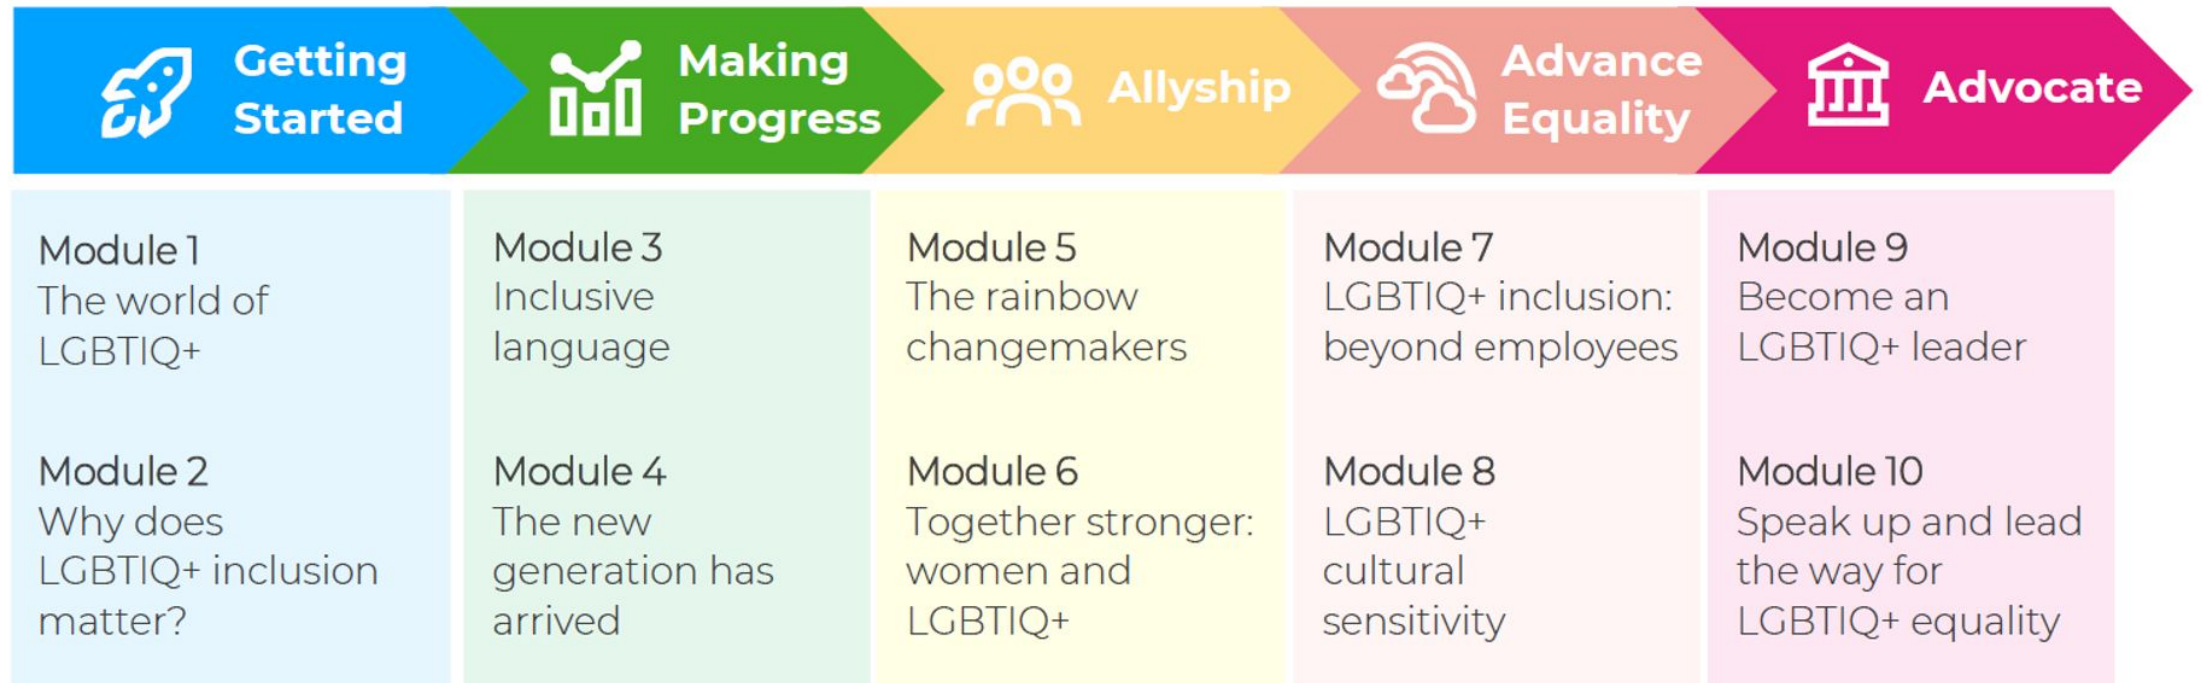 Getting
Started
Making
Progress
Allyship
Advance
Equality
Advocate
Module 1
The world of
LGBTIQ+
Module 2
Why does
LGBTIQ+ inclusion
matter?
Module 3
Inclusive
language
Module 4
The new
generation has
arrived
Module 5
The rainbow
changemakers
Module 6
Together stronger:
women and
LGBTIQ+
Module 7
LGBTIQ+ inclusion:
beyond employees
Module 8
LGBTIQ+
cultural
sensitivity
Module 9
Become an
LGBTIQ+ leader
Module 10
Speak up and lead
the way for
LGBTIQ+ equality